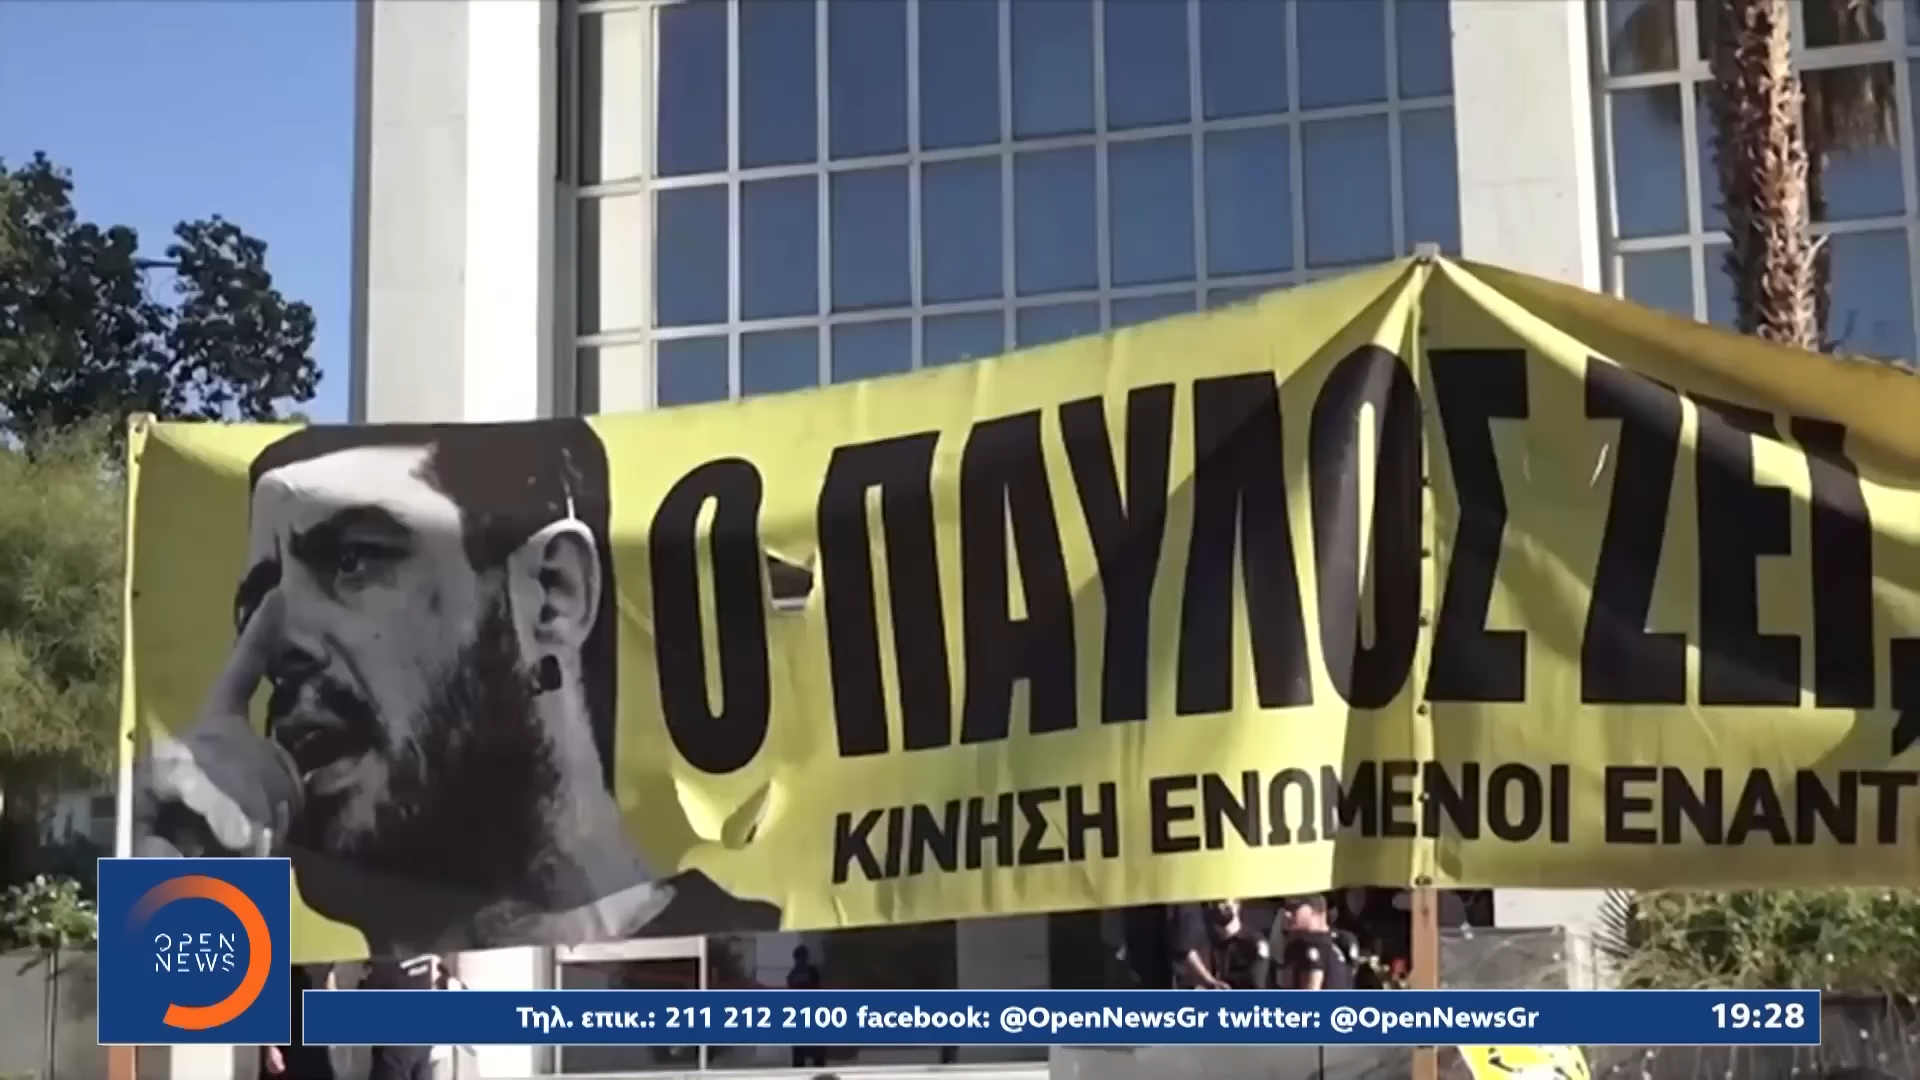 Ο ΠΑΥΛΟΣ ΖΕΙ,
ΚΙΝΗΣΗ ΕΝΩΜΕΝΟΙ ΕΝΑΝΤ
OPEN
NEWS
Τηλ. επικ.: 211 212 2100 facebook: @OpenNewsGr twitter: @OpenNewsGr
19:28